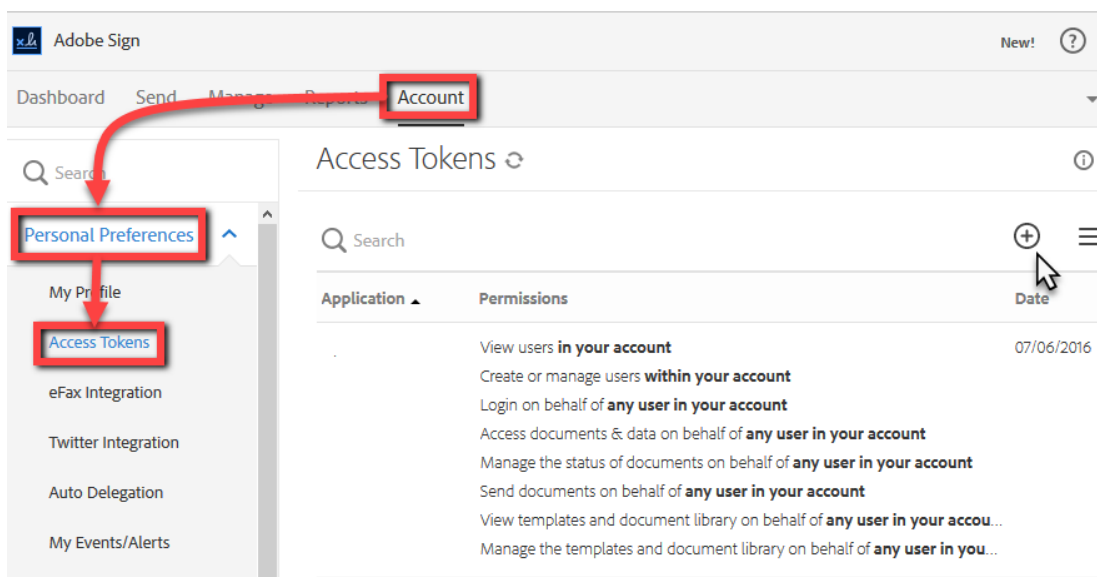 Adobe Sign
New!
Dashboard Send Manage Reports Account
Search
Access Tokens
Personal Preferences
Search
My Profile
Application Permissions Date
Access Tokens
View users in your account 07/06/2016
Create or manage users within your account
eFax Integration
Login on behalf of any user in your account
Access documents & data on behalf of any user in your account
Twitter Integration
Manage the status of documents on behalf of any user in your account
Auto Delegation
Send documents on behalf of any user in your account
View templates and document library on behalf of any user in your accou...
My Events/Alerts
Manage the templates and document library on behalf of any user in you...